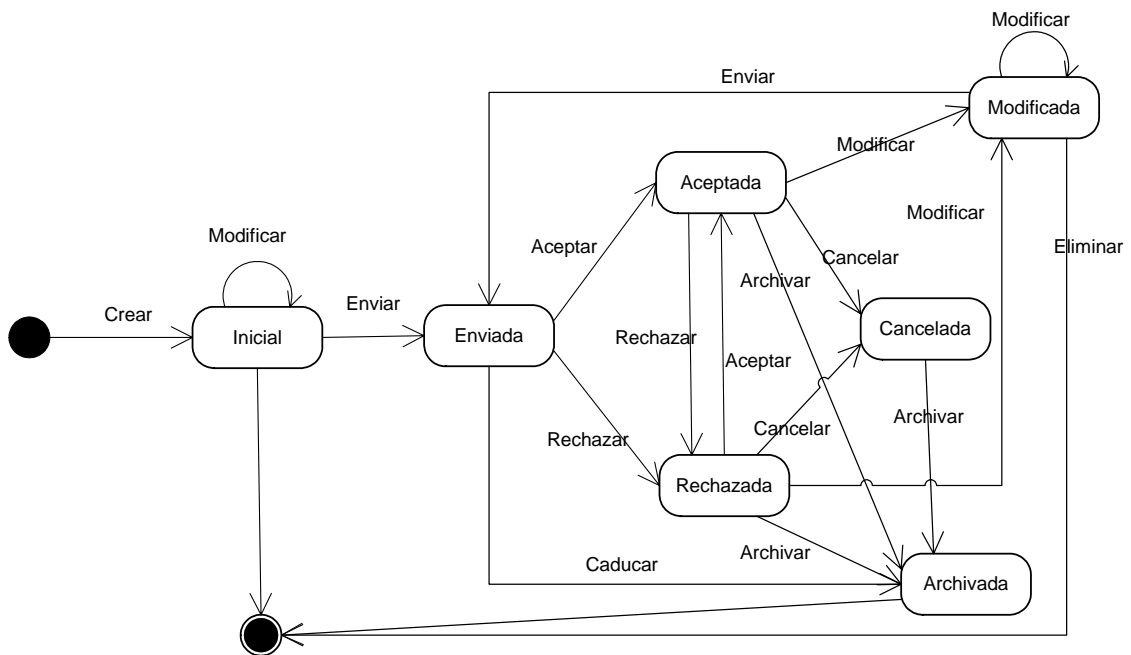 Modificar
Enviar
Modificada
Modificar
Aceptada
Modificar
Modificar
Aceptar
Eliminar
Cancelar
Archivar
Crear
Enviar
Inicial
Enviada
Cancelada
Rechazar
Aceptar
Archivar
Cancelar
Rechazar
Rechazada
Archivar
Caducar
Archivada